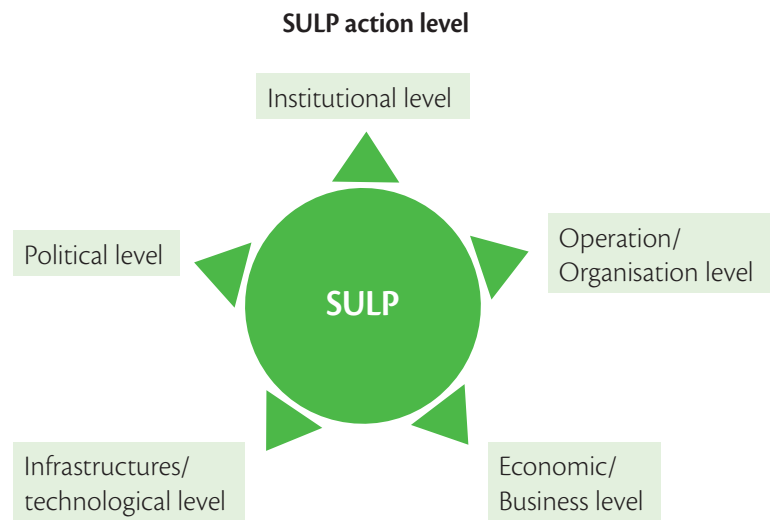 SULP action level
Institutional level
Operation/
Organisation level
Political level
SULP
Infrastructures/
technological level
Economic/
Business level